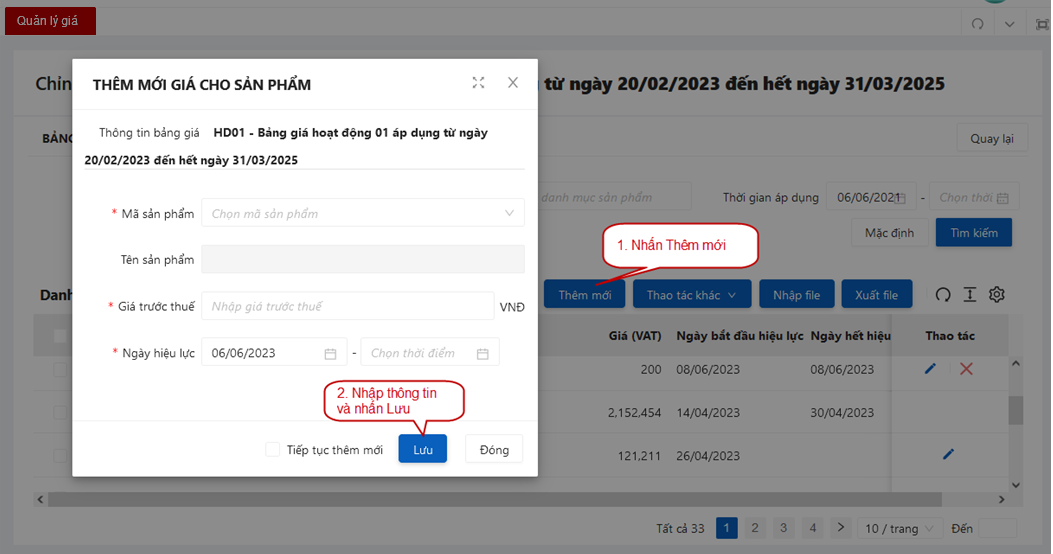 Quản lý giá
Chỉn
từ ngày 20/02/2023 đến hết ngày 31/03/2025
THÊM MỚI GIÁ CHO SẢN PHẨM
BẢNG
Quay lại
Thông tin bảng giá HD01 - Bảng giá hoạt động 01 áp dụng từ ngày
20/02/2023 đến hết ngày 31/03/2025
danh mục sản phẩm
Thời gian áp dụng
06/06/2021 - Chọn thời
* Mã sản phẩm
Chọn mã sản phẩm
Mặc định
Tìm kiếm
1. Nhấn Thêm mới
Tên sản phẩm
Danh
* Giá trước thuế
Nhập giá trước thuế
VNĐ
Thêm mới
Thao tác khác
Nhập file
Xuất file
Giá (VAT)
Ngày bắt đầu hiệu lực
Ngày hết hiệu
Thao tác
* Ngày hiệu lực
06/06/2023 - Chọn thời điểm
200 08/06/2023 08/06/2023
2. Nhập thông tin
và nhấn Lưu
2,152,454 14/04/2023 30/04/2023
Tiếp tục thêm mới
Lưu
Đóng
121,211 26/04/2023
Tất cả 33 1 2 3 4 10 / trang Đến